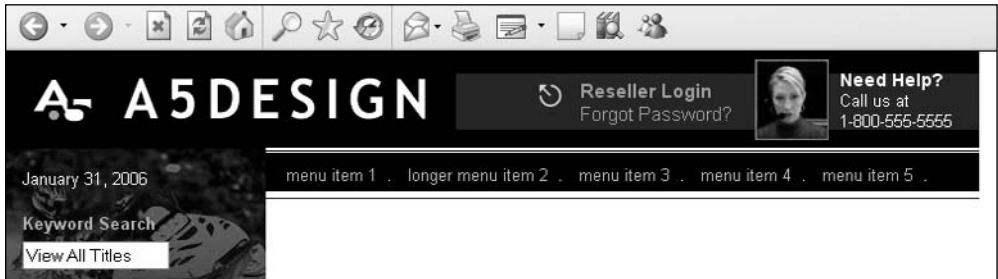 A5DESIGN
Reseller Login
Forgot Password?
Need Help?
Call us at
1-800-555-5555
January 31, 2006
menu item 1 . longer menu item 2 . menu item 3 . menu item 4 . menu item 5 .
Keyword Search
View All Titles